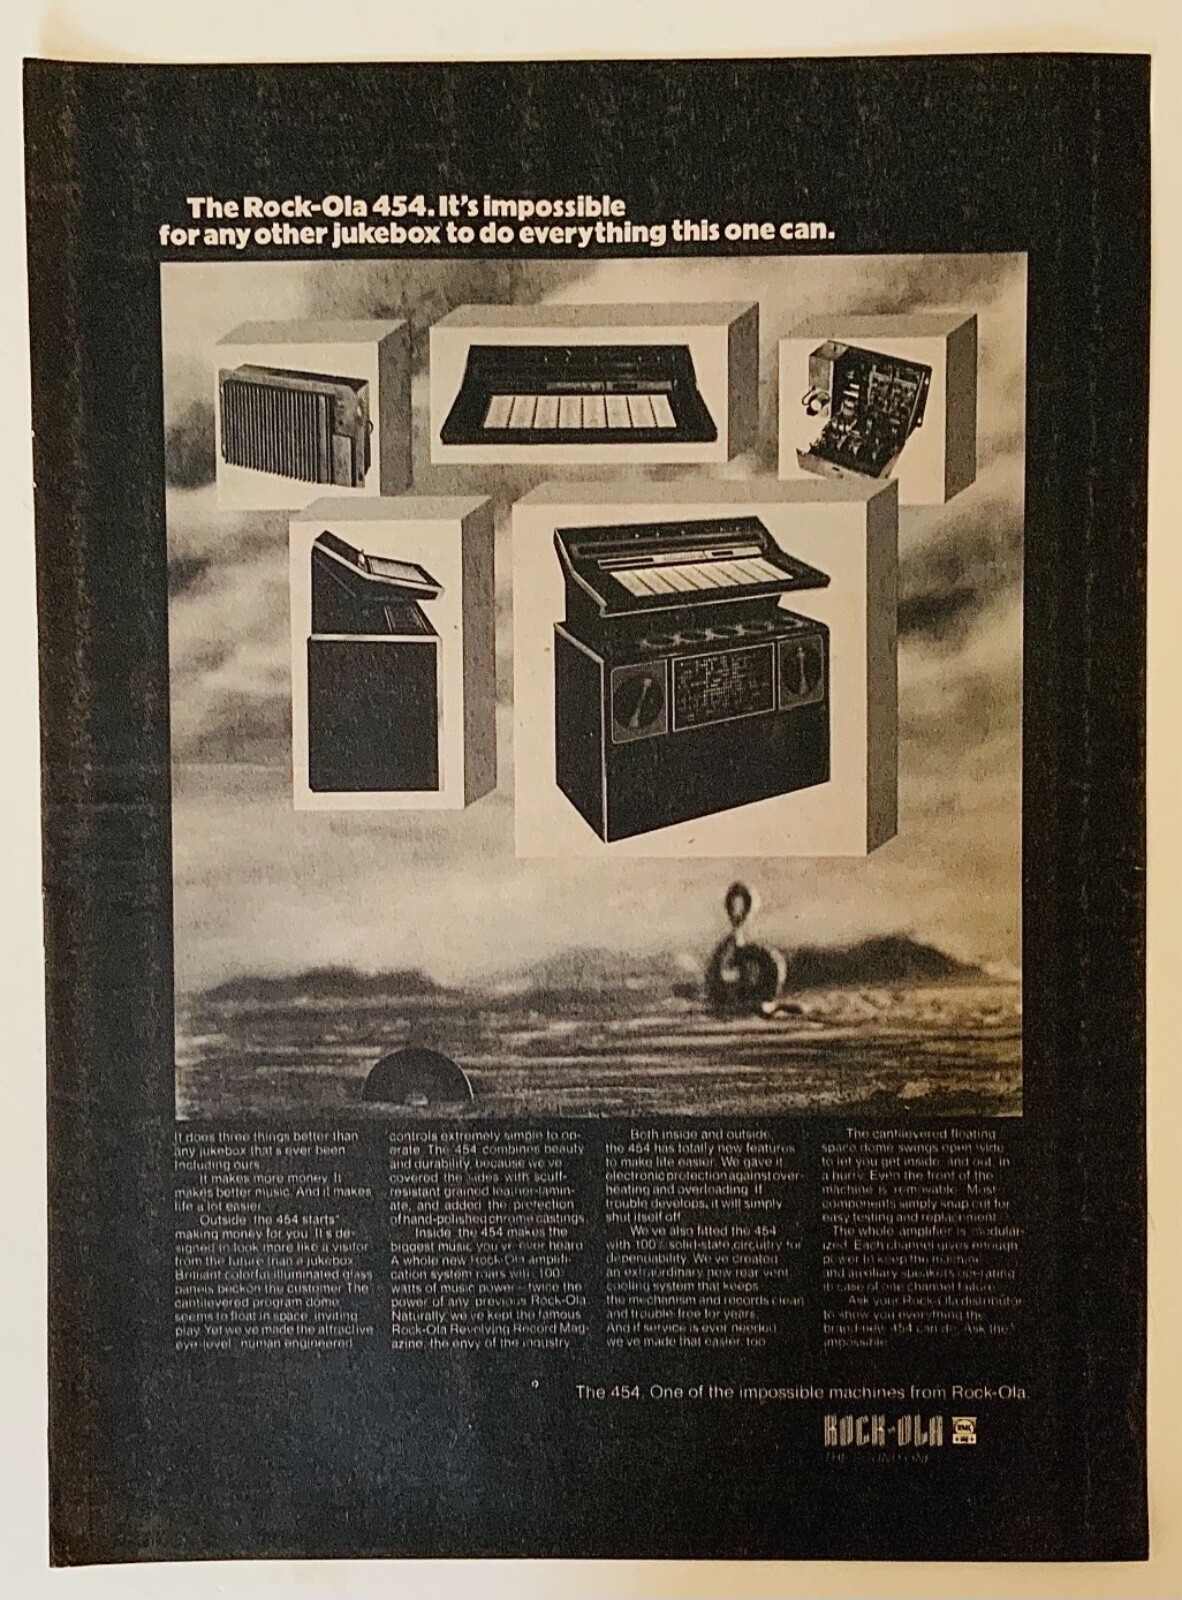 The Rock-Ola 454. It's impossible
for any other jukebox to do everything this one can.
It does three things better than
any jukebox that's ever been
Including ours
It makes more money. It
makes better music. And it makes
life a lot easier
Outside the 454 starts
making money for you. It's de-
signed to look more like a visitor
from the future than a jukebox
Brilliant colorful illuminated glass
panels beckon the customer The
cantilevered program dome
seems to float in space, inviting
play. Yet we've made the attractive
eye-level, human engineered
controls extremely simple to op-
erate. The 454 combines beauty
and durability, because we've
covered the sides with scuff-
resistant grained leather-lamin-
ate, and added the protection
of hand-polished chrome castings
Inside, the 454 makes the
biggest music you've ever heard
A whole new Rock-Ola amplifi-
cation system roars with 100
watts of music power - twice the
power of any previous Rock-Ola
Naturally, we've kept the famous
Rock-Ola Revolving Record Mag-
azine, the envy of the industry
Both inside and outside,
the 454 has totally new features
to make life easier. We gave it
electronic protection against over-
heating and overloading. If
trouble develops, it will simply
shut itself off
We've also fitted the 454
with 100% solid-state circuitry for
dependability. We've created
an extraordinary new rear vent
cooling system that keeps
the mechanism and records clean
and trouble-free for years.
And if service is ever needed
we've made that easier, too
The cantilevered floating
space dome swings open wide
to let you get inside, and out, in
a hurry. Even the front of the
machine is removable. Most
components simply snap out for
easy testing and replacement
The whole amplifier is modular-
ized. Each channel gives enough
power to keep the machine
and auxiliary speakers operating
in case of one channel failure
Ask your Rock-Ola distributor
to show you everything the
brand new 454 can do. Ask the
impossible.
The 454. One of the impossible machines from Rock-Ola.
ROCK-OLA
THE SOUND ONE